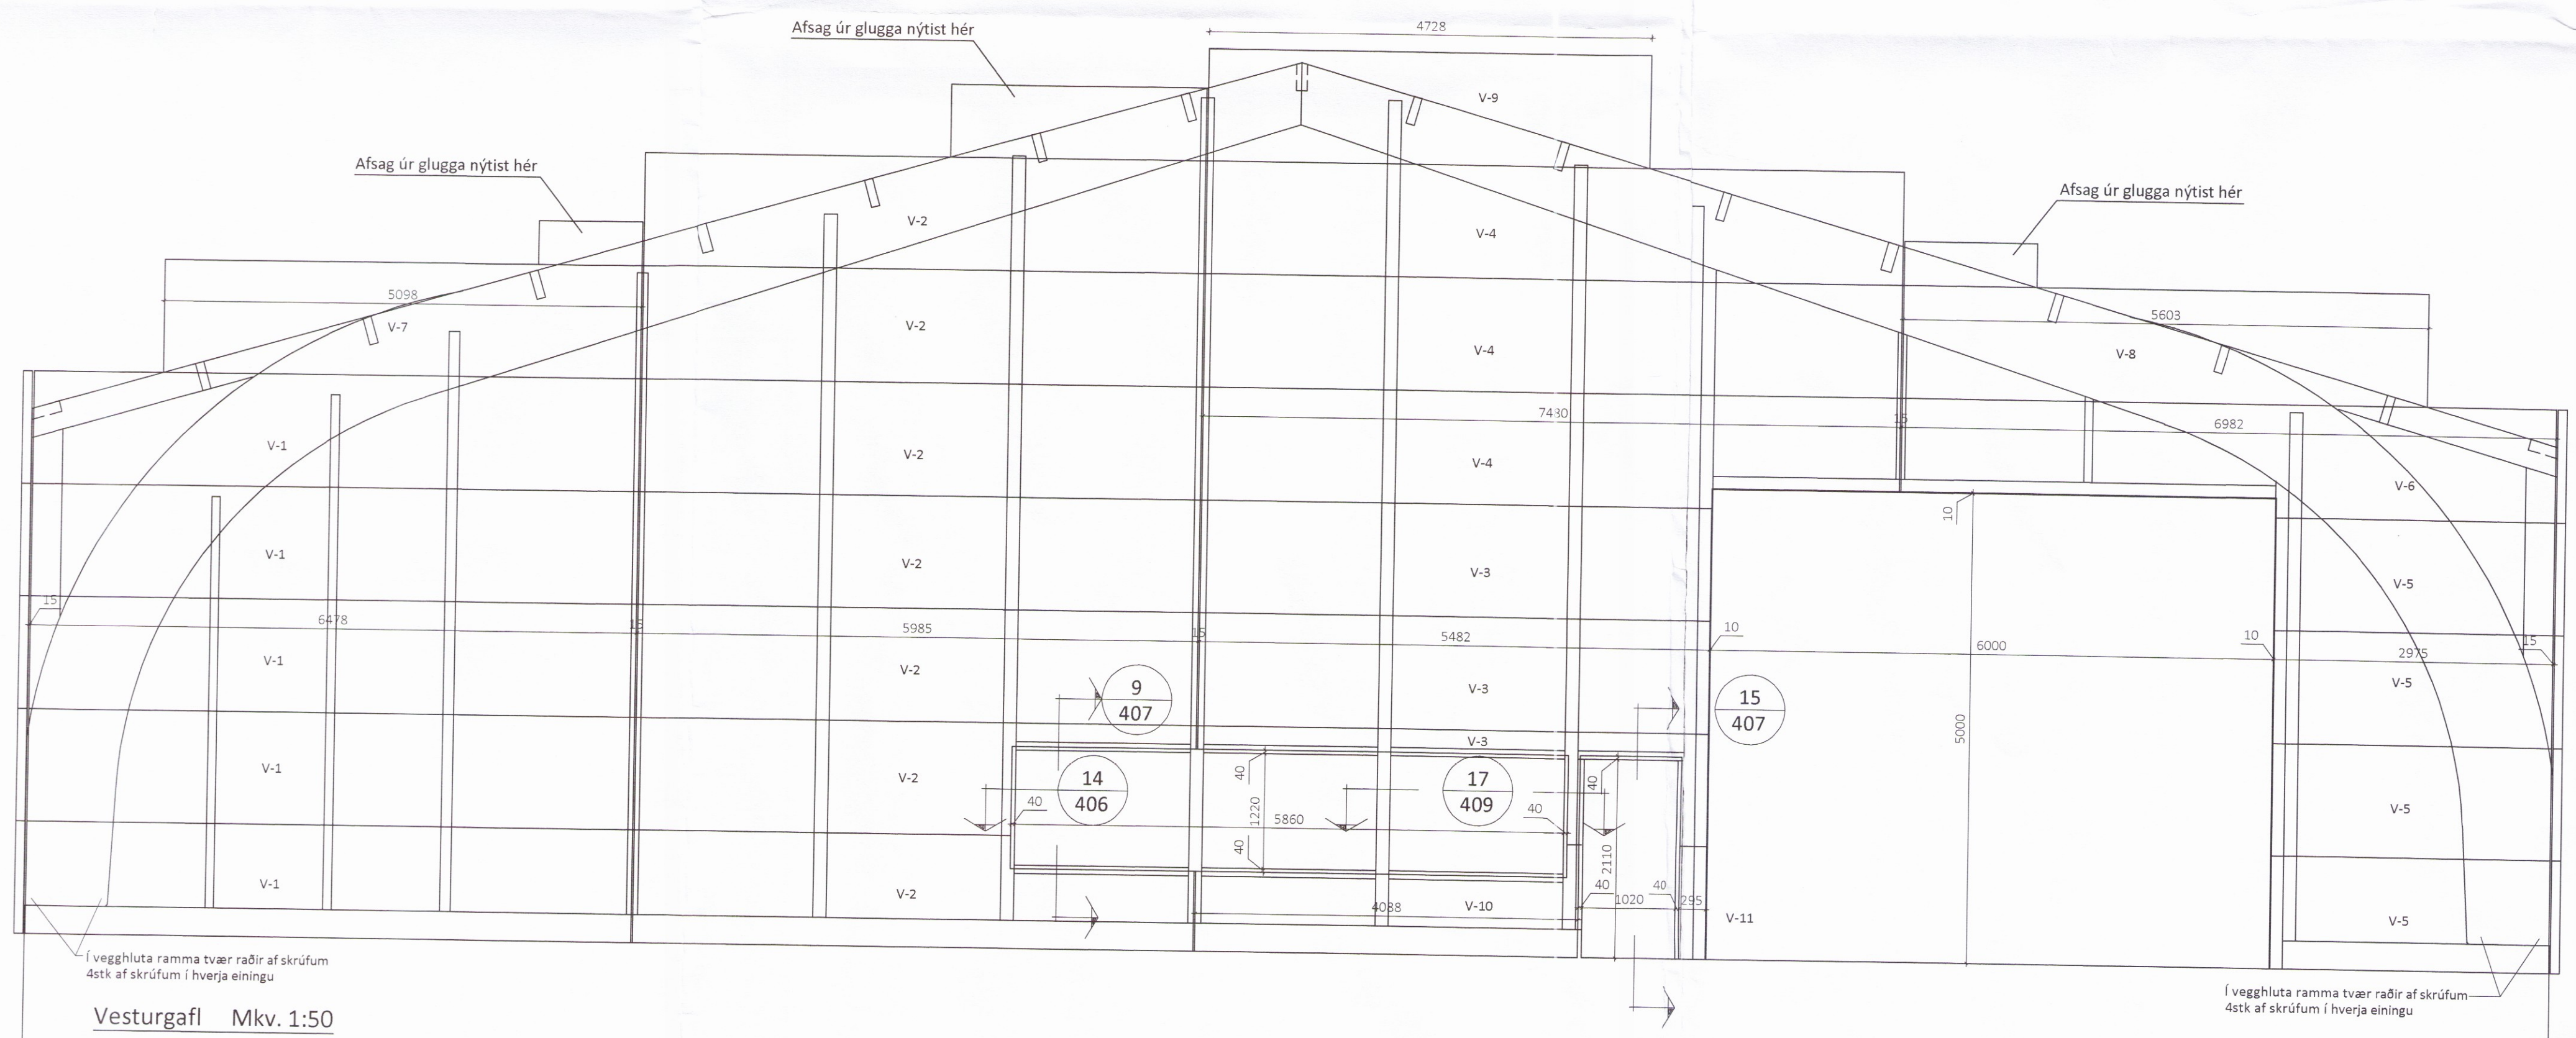 Afsag úr glugga nýtist hér
4728
V-9
Afsag úr glugga nýtist hér
Afsag úr glugga nýtist hér
V-2
V-4
5098
V-7
V-2
V-4
5603
V-8
7480
15
6982
V-1
V-2
V-4
V-6
10
V-1
V-2
V-3
V-5
15
6478
15
5985
15
5482
10
6000
10
2975
15
V-1
V-2
9
407
V-3
15
407
V-5
5000
V-3
V-1
V-2
14
406
40
40
1220
5860
40
17
409
40
40
2110
V-5
V-1
V-2
4088
V-10
40
1020
40
295
V-11
V-5
Í vegghluta ramma tvær raðir af skrúfum
4stk af skrúfum í hverja einingu
Í vegghluta ramma tvær raðir af skrúfum
4stk af skrúfum í hverja einingu
Vesturgafl Mkv. 1:50